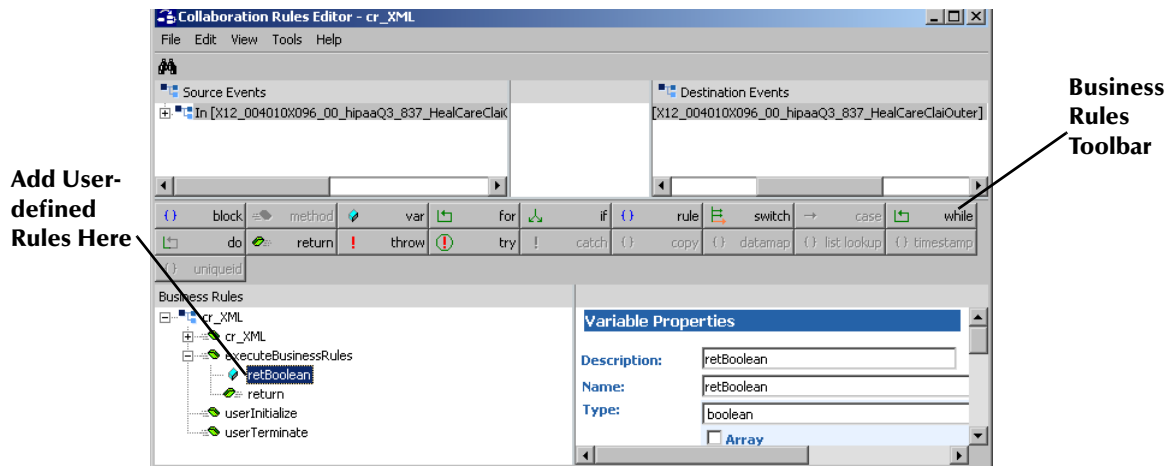 Collaboration Rules Editor - cr_XML
File Edit View Tools Help
Source Events
Destination Events
In [X12_004010X096_00_hipaaQ3_837_HealCareClai
[X12_004010X096_00_hipaaQ3_837_HealCareClaiOuter]
Business
Rules
Toolbar
Add User-
defined
Rules Here
{} block method var for if {} rule switch case while
do return ! throw try ! catch {} copy {} datamap {} list lookup {} timestamp
{} uniqueid
Business Rules
cr_XML
cr_XML
executeBusinessRules
retBoolean
return
userInitialize
userTerminate
Variable Properties
Description: retBoolean
Name: retBoolean
Type: boolean
Array